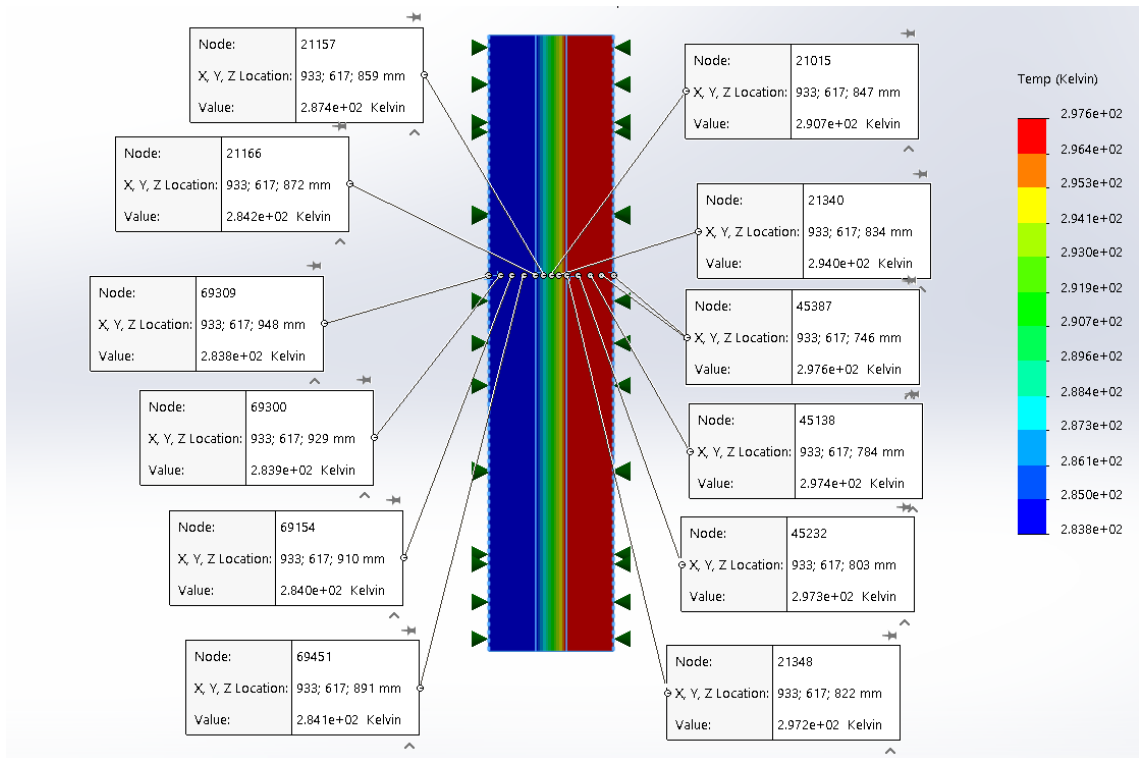 Node: 21157
X, Y, Z Location: 933; 617; 859 mm
Value: 2.874e+02 Kelvin
Node: 21166
X, Y, Z Location: 933; 617; 872 mm
Value: 2.842e+02 Kelvin
Node: 69309
X, Y, Z Location: 933; 617; 948 mm
Value: 2.838e+02 Kelvin
Node: 69300
X, Y, Z Location: 933; 617; 929 mm
Value: 2.839e+02 Kelvin
Node: 69154
X, Y, Z Location: 933; 617; 910 mm
Value: 2.840e+02 Kelvin
Node: 69451
X, Y, Z Location: 933; 617; 891 mm
Value: 2.841e+02 Kelvin
Node: 21015
X, Y, Z Location: 933; 617; 847 mm
Value: 2.907e+02 Kelvin
Node: 21340
X, Y, Z Location: 933; 617; 834 mm
Value: 2.940e+02 Kelvin
Node: 45387
X, Y, Z Location: 933; 617; 746 mm
Value: 2.976e+02 Kelvin
Node: 45138
X, Y, Z Location: 933; 617; 784 mm
Value: 2.974e+02 Kelvin
Node: 45232
X, Y, Z Location: 933; 617; 803 mm
Value: 2.973e+02 Kelvin
Node: 21348
X, Y, Z Location: 933; 617; 822 mm
Value: 2.972e+02 Kelvin
Temp (Kelvin)
2.976e+02
2.964e+02
2.953e+02
2.941e+02
2.930e+02
2.919e+02
2.907e+02
2.896e+02
2.884e+02
2.873e+02
2.861e+02
2.850e+02
2.838e+02